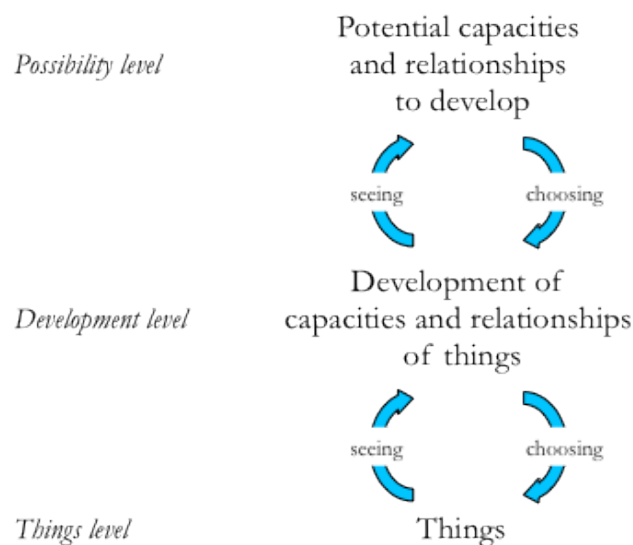 Possibility level
Potential capacities
and relationships
to develop
seeing
choosing
Development level
Development of
capacities and relationships
of things
seeing
choosing
Things level
Things